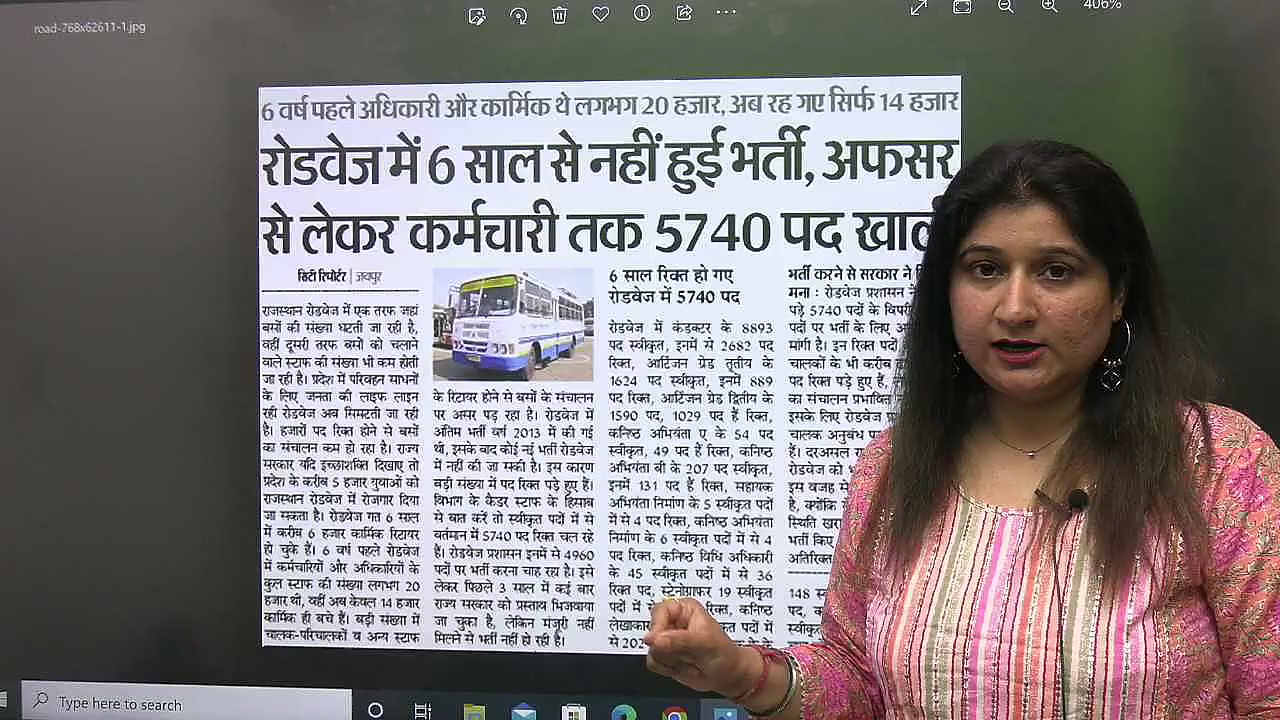 road-768x62611-1.jpg
406%
6 वर्ष पहले अधिकारी और कार्मिक थे लगभग 20 हजार, अब रह गए सिर्फ 14 हजार
रोडवेज में 6 साल से नहीं हुई भर्ती, अफसर
से लेकर कर्मचारी तक 5740 पद
सिटी रिपोर्टर | जयपुर
राजस्थान रोडवेज में एक तरफ जहां
बसों की संख्या घटती जा रही है,
वहीं दूसरी तरफ बसों को चलाने
वाले स्टाफ की संख्या भी कम होती
जा रही है। प्रदेश में परिवहन साधनों
के लिए जनता की लाइफ लाइन
रही रोडवेज अब सिमटती जा रही
है। हजारों पद रिक्त होने से बसों
का संचालन कम हो रहा है। राज्य
सरकार यदि इच्छाशक्ति दिखाए तो
प्रदेश के करीब 5 हजार युवाओं को
राजस्थान रोडवेज में रोजगार दिया
जा सकता है। रोडवेज गत 6 साल
में करीब 6 हजार कार्मिक रिटायर
हो चुके हैं। 6 वर्ष पहले रोडवेज
में कर्मचारियों और अधिकारियों के
कुल स्टाफ की संख्या लगभग 20
हजार थी, वहीं अब केवल 14 हजार
कार्मिक ही बचे हैं। बड़ी संख्या में
चालक-परिचालकों व अन्य स्टाफ
के रिटायर होने से बसों के संचालन
पर असर पड़ रहा है। रोडवेज में
अंतिम भर्ती वर्ष 2013 में की गई
थी, इसके बाद कोई नई भर्ती रोडवेज
में नहीं की जा सकी है। इस कारण
बड़ी संख्या में पद रिक्त पड़े हुए हैं।
विभाग के कैडर स्टाफ के हिसाब
से बात करें तो स्वीकृत पदों में से
वर्तमान में 5740 पद रिक्त चल रहे
हैं। रोडवेज प्रशासन इनमें से 4960
पदों पर भर्ती करना चाह रहा है। इसे
लेकर पिछले 3 साल में कई बार
राज्य सरकार को प्रस्ताव भिजवाया
जा चुका है, लेकिन मंजूरी नहीं
मिलने से भर्ती नहीं हो रही है।
6 साल रिक्त हो गए
रोडवेज में 5740 पद
रोडवेज में कंडक्टर के 8893
पद स्वीकृत, इनमें से 2682 पद
रिक्त, आर्टिजन ग्रेड तृतीय के
1624 पद स्वीकृत, इनमें 889
पद रिक्त, आर्टिजन ग्रेड द्वितीय के
1590 पद, 1029 पद हैं रिक्त,
कनिष्ठ अभियंता ए के 54 पद
स्वीकृत, 49 पद हैं रिक्त, कनिष्ठ
अभियंता बी के 207 पद स्वीकृत,
इनमें 131 पद हैं रिक्त, सहायक
अभियंता निर्माण के 5 स्वीकृत पदों
में से 4 पद रिक्त, कनिष्ठ अभियंता
निर्माण के 6 स्वीकृत पदों में से 4
पद रिक्त, कनिष्ठ विधि अधिकारी
के 45 स्वीकृत पदों में से 36
रिक्त पद, स्टेनोग्राफर 19 स्वीकृत
पदों में रिक्त, कनिष्ठ
लेखाकार पदों में
से 202
भर्ती करने से सरकार ने
मना : रोडवेज प्रशासन ने
पड़े 5740 पदों के
पदों पर भर्ती के लिए
मांगी है। इन रिक्त पदों
चालकों के भी करीब
पद रिक्त पड़े हुए हैं,
का संचालन
इसके लिए रोडवेज
चालक अनुबंध
हैं। दरअसल
रोडवेज को
इस वजह से
है, क्योंकि
स्थिति
भर्ती किए
अतिरिक्त
148
पद,
Type here to search